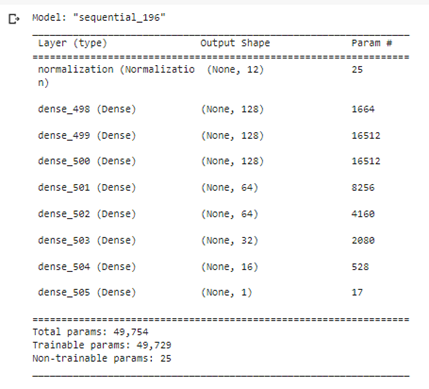 Model: "sequential_196"
Layer (type) Output Shape Param #
normalization (Normalizatio (None, 12) 25
n)
dense_498 (Dense) (None, 128) 1664
dense_499 (Dense) (None, 128) 16512
dense_500 (Dense) (None, 128) 16512
dense_501 (Dense) (None, 64) 8256
dense_502 (Dense) (None, 64) 4160
dense_503 (Dense) (None, 32) 2080
dense_504 (Dense) (None, 16) 528
dense_505 (Dense) (None, 1) 17
Total params: 49,754
Trainable params: 49,729
Non-trainable params: 25